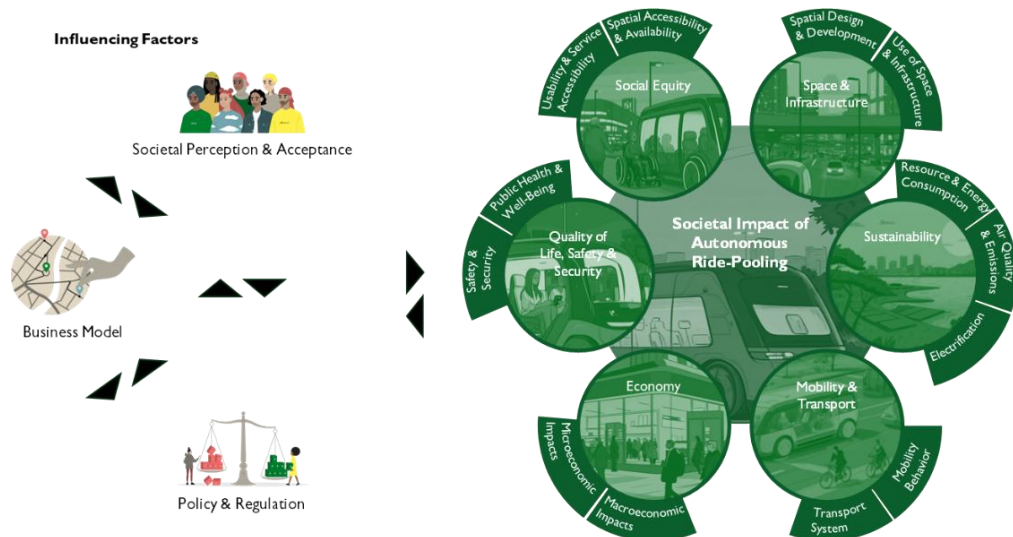 Influencing Factors
Societal Perception & Acceptance
Business Model
Policy & Regulation
Usability & Service
Accessibility
Spatial Accessibility
& Availability
Social Equity
Spatial Design
& Development
Use of Space
& Infrastructure
Space &
Infrastructure
Public Health &
Well-Being
Safety &
Security
Quality of
Life, Safety &
Security
Societal Impact of
Autonomous
Ride-Pooling
Resource & Energy
Consumption
Air Quality
& Emissions
Electrification
Sustainability
Economy
Microeconomic
Impacts
Macroeconomic
Impacts
Mobility &
Transport
Mobility
Behavior
Transport
System